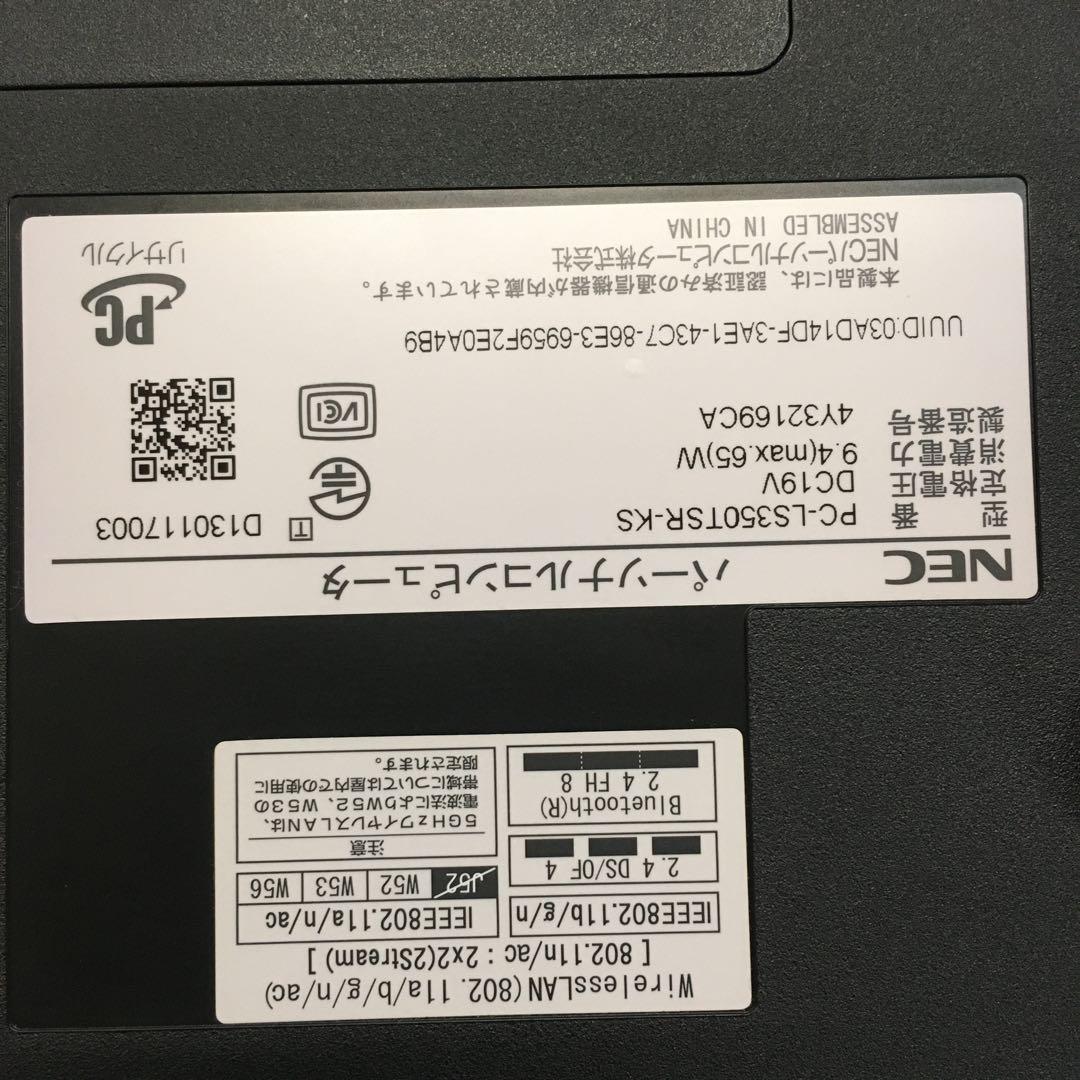 WirelessLAN(802.11a/b/g/n/ac)
[ 802.11n/ac : 2x2(2Stream) ]
IEEE802.11b/g/n
2.4 DS/OF 4
Bluetooth(R)
2.4 FH 8
IEEE802.11a/n/ac
J52 W52 W53 W56
注意
5GHzワイヤレスLANは、
電波法によりW52、W53の
帯域については屋内での使用に
限定されます。
NEC パーソナルコンピュータ
型番 PC-LS350TSR-KS
定格電圧 DC19V
消費電力 9.4(max.65)W
製造番号 4Y32169CA
T D130117003
VCI
UUID:03AD14DF-3AE1-43C7-86E3-6959F2E0A4B9
本製品には、認証済みの通信機器が内蔵されています。
NECパーソナルコンピュータ株式会社
ASSEMBLED IN CHINA
PC
リサイクル